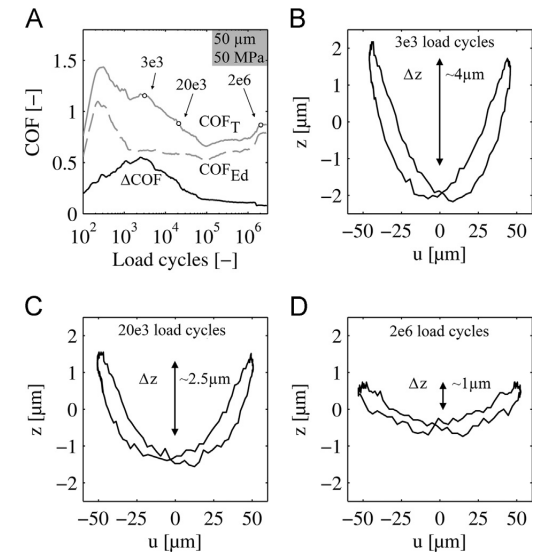 A
50 µm
50 MPa
3e3
20e3
2e6
COF_T
COF_Ed
ΔCOF
COF [-]
1.5
1
0.5
0
10^2 10^3 10^4 10^5 10^6
Load cycles [-]
B
3e3 load cycles
Δz ~4µm
z [µm]
2
1
0
−1
−2
−50 −25 0 25 50
u [µm]
C
20e3 load cycles
Δz ~2.5µm
z [µm]
2
1
0
−1
−2
−50 −25 0 25 50
u [µm]
D
2e6 load cycles
Δz ~1µm
z [µm]
2
1
0
−1
−2
−50 −25 0 25 50
u [µm]